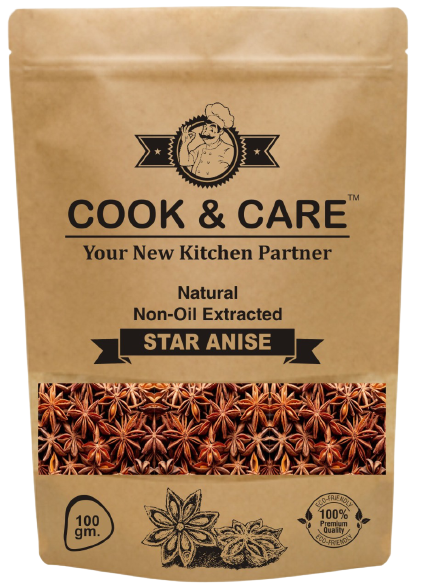 COOK & CARE™
Your New Kitchen Partner
Natural
Non-Oil Extracted
STAR ANISE
100
gm.
ECO-FRIENDLY
100%
Premium
Quality
ECO-FRIENDLY